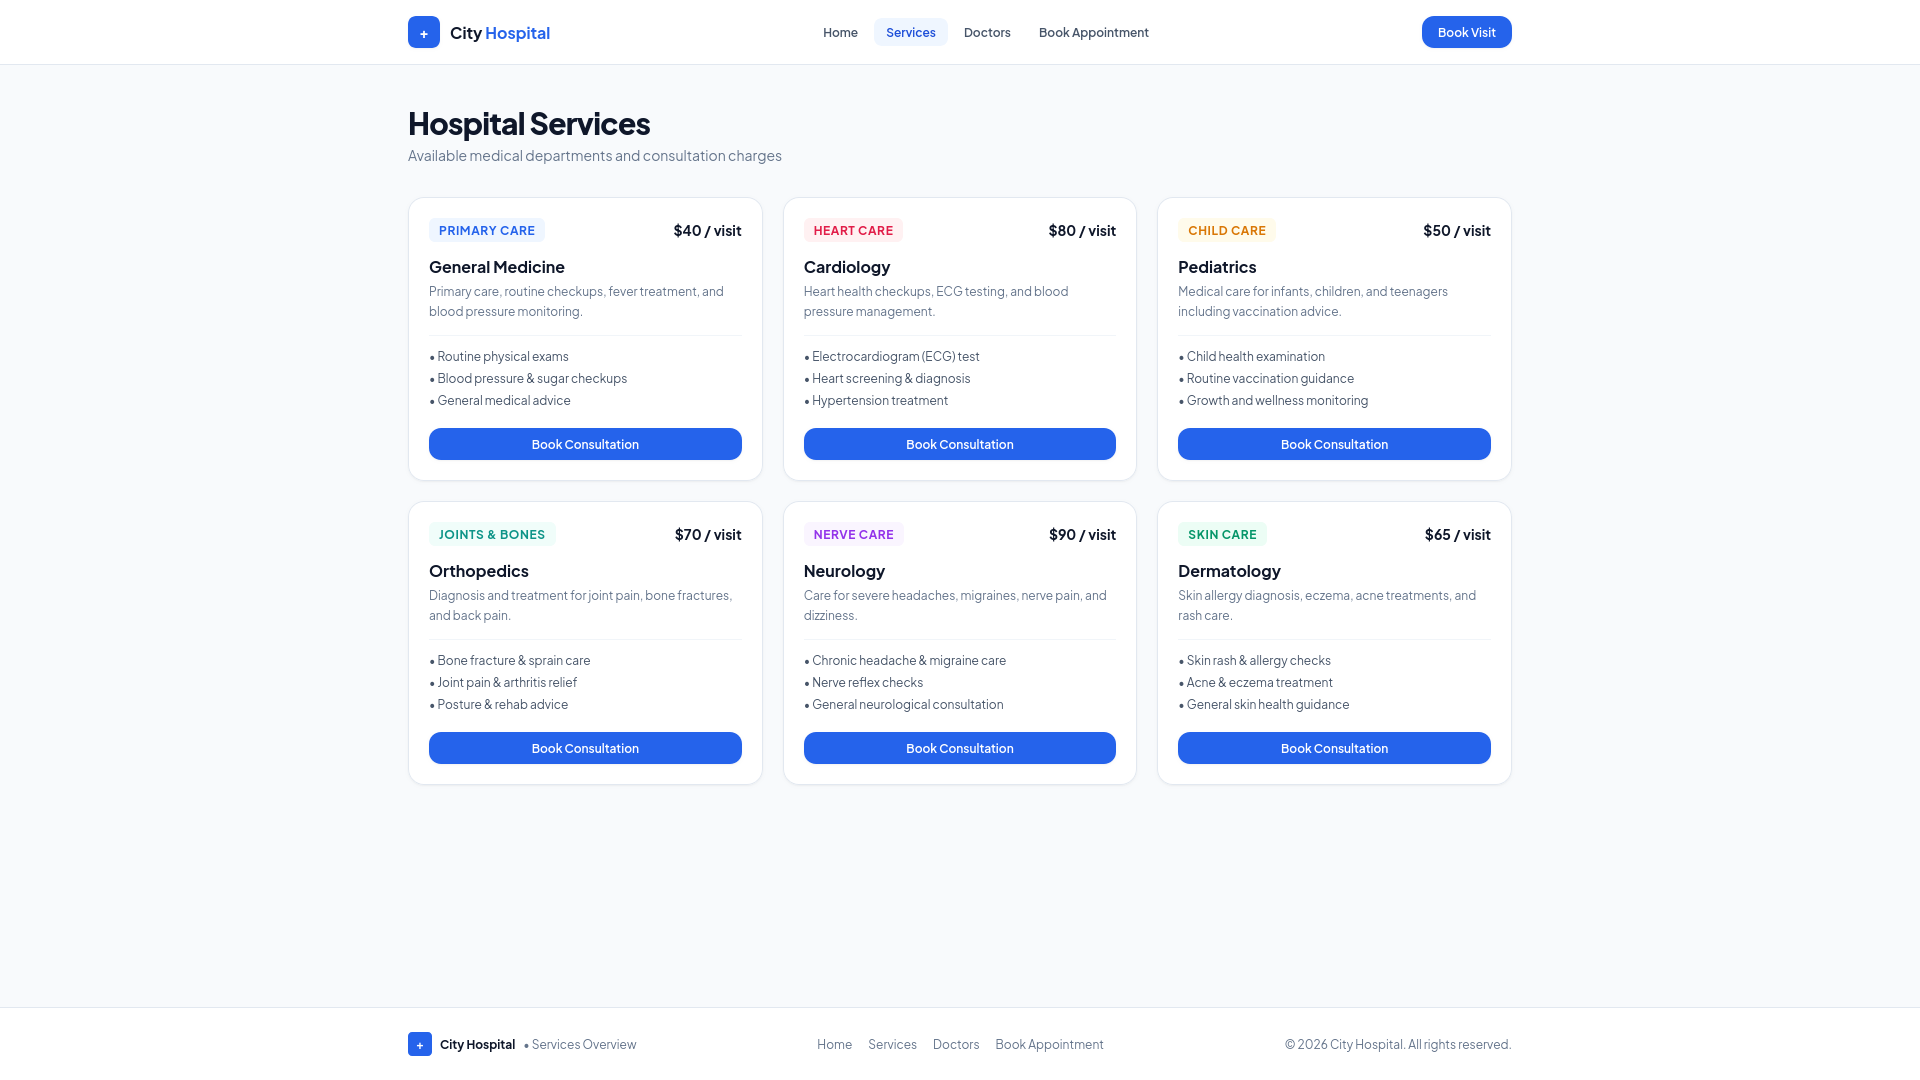 + City Hospital
Home Services Doctors Book Appointment
Book Visit
Hospital Services
Available medical departments and consultation charges
PRIMARY CARE $40 / visit
General Medicine
Primary care, routine checkups, fever treatment, and
blood pressure monitoring.
• Routine physical exams
• Blood pressure & sugar checkups
• General medical advice
Book Consultation
HEART CARE $80 / visit
Cardiology
Heart health checkups, ECG testing, and blood
pressure management.
• Electrocardiogram (ECG) test
• Heart screening & diagnosis
• Hypertension treatment
Book Consultation
CHILD CARE $50 / visit
Pediatrics
Medical care for infants, children, and teenagers
including vaccination advice.
• Child health examination
• Routine vaccination guidance
• Growth and wellness monitoring
Book Consultation
JOINTS & BONES $70 / visit
Orthopedics
Diagnosis and treatment for joint pain, bone fractures,
and back pain.
• Bone fracture & sprain care
• Joint pain & arthritis relief
• Posture & rehab advice
Book Consultation
NERVE CARE $90 / visit
Neurology
Care for severe headaches, migraines, nerve pain, and
dizziness.
• Chronic headache & migraine care
• Nerve reflex checks
• General neurological consultation
Book Consultation
SKIN CARE $65 / visit
Dermatology
Skin allergy diagnosis, eczema, acne treatments, and
rash care.
• Skin rash & allergy checks
• Acne & eczema treatment
• General skin health guidance
Book Consultation
+ City Hospital • Services Overview
Home Services Doctors Book Appointment
© 2026 City Hospital. All rights reserved.